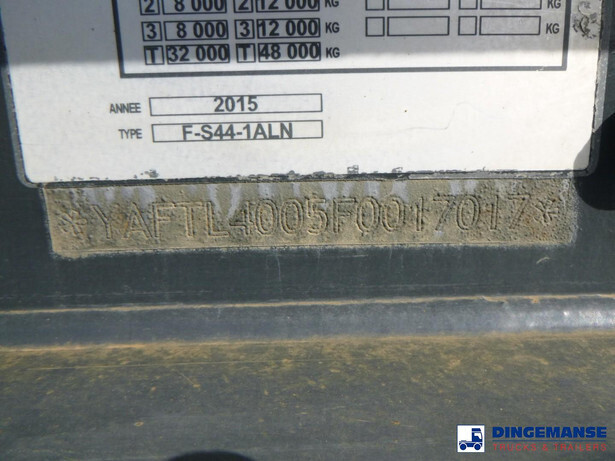 2 8 000 2 12 000 KG
3 8 000 3 12 000 KG
T 32 000 T 48 000 KG
ANNEE 2015
TYPE F-S44-1ALN
*YAFTL4005F0017017*
DINGEMANSE
TRUCKS & TRAILERS